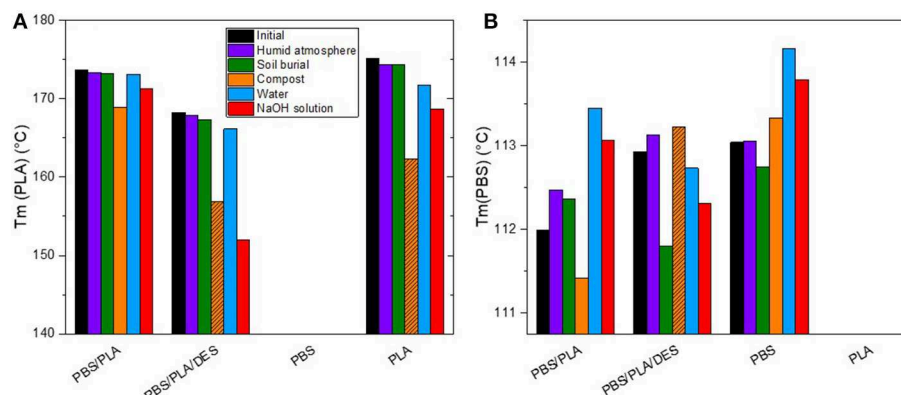 A
180
170
160
150
140
Tm (PLA) (°C)
Initial
Humid atmosphere
Soil burial
Compost
Water
NaOH solution
PBS/PLA
PBS/PLA/DES
PBS
PLA
B
114
113
112
111
Tm(PBS) (°C)
PBS/PLA
PBS/PLA/DES
PBS
PLA